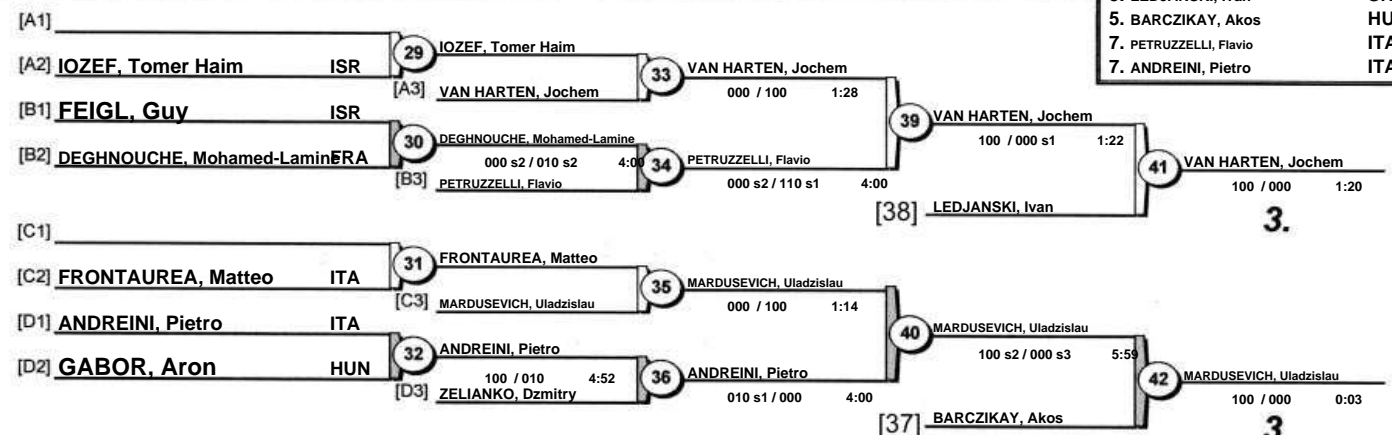 5. BARCZIKAY, Akos HU
7. PETRUZZELLI, Flavio ITA
7. ANDREINI, Pietro ITA
[A1]
29 IOZEF, Tomer Haim
[A2] IOZEF, Tomer Haim ISR
33 VAN HARTEN, Jochem
[A3] VAN HARTEN, Jochem
000 / 100 1:28
[B1] FEIGL, Guy ISR
39 VAN HARTEN, Jochem
30 DEGHNOUCHE, Mohamed-Lamine
100 / 000 s1 1:22
[B2] DEGHNOUCHE, Mohamed-Lamine FRA
000 s2 / 010 s2 4:00
34 PETRUZZELLI, Flavio
41 VAN HARTEN, Jochem
[B3] PETRUZZELLI, Flavio
000 s2 / 110 s1 4:00
100 / 000 1:20
[38] LEDJANSKI, Ivan
3.
[C1]
31 FRONTAUREA, Matteo
[C2] FRONTAUREA, Matteo ITA
35 MARDUSEVICH, Uladzislau
[C3] MARDUSEVICH, Uladzislau
000 / 100 1:14
[D1] ANDREINI, Pietro ITA
40 MARDUSEVICH, Uladzislau
32 ANDREINI, Pietro
100 s2 / 000 s3 5:59
[D2] GABOR, Aron HUN
100 / 010 4:52
36 ANDREINI, Pietro
42 MARDUSEVICH, Uladzislau
[D3] ZELIANKO, Dzmitry
010 s1 / 000 4:00
100 / 000 0:03
[37] BARCZIKAY, Akos
3